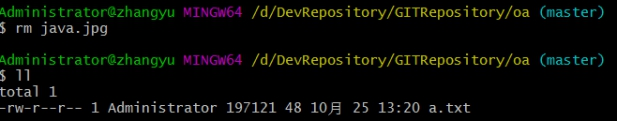 Administrator@zhangyu MINGW64 /d/DevRepository/GITRepository/oa (master)
$ rm java.jpg
Administrator@zhangyu MINGW64 /d/DevRepository/GITRepository/oa (master)
$ ll
total 1
-rw-r--r-- 1 Administrator 197121 48 10月 25 13:20 a.txt